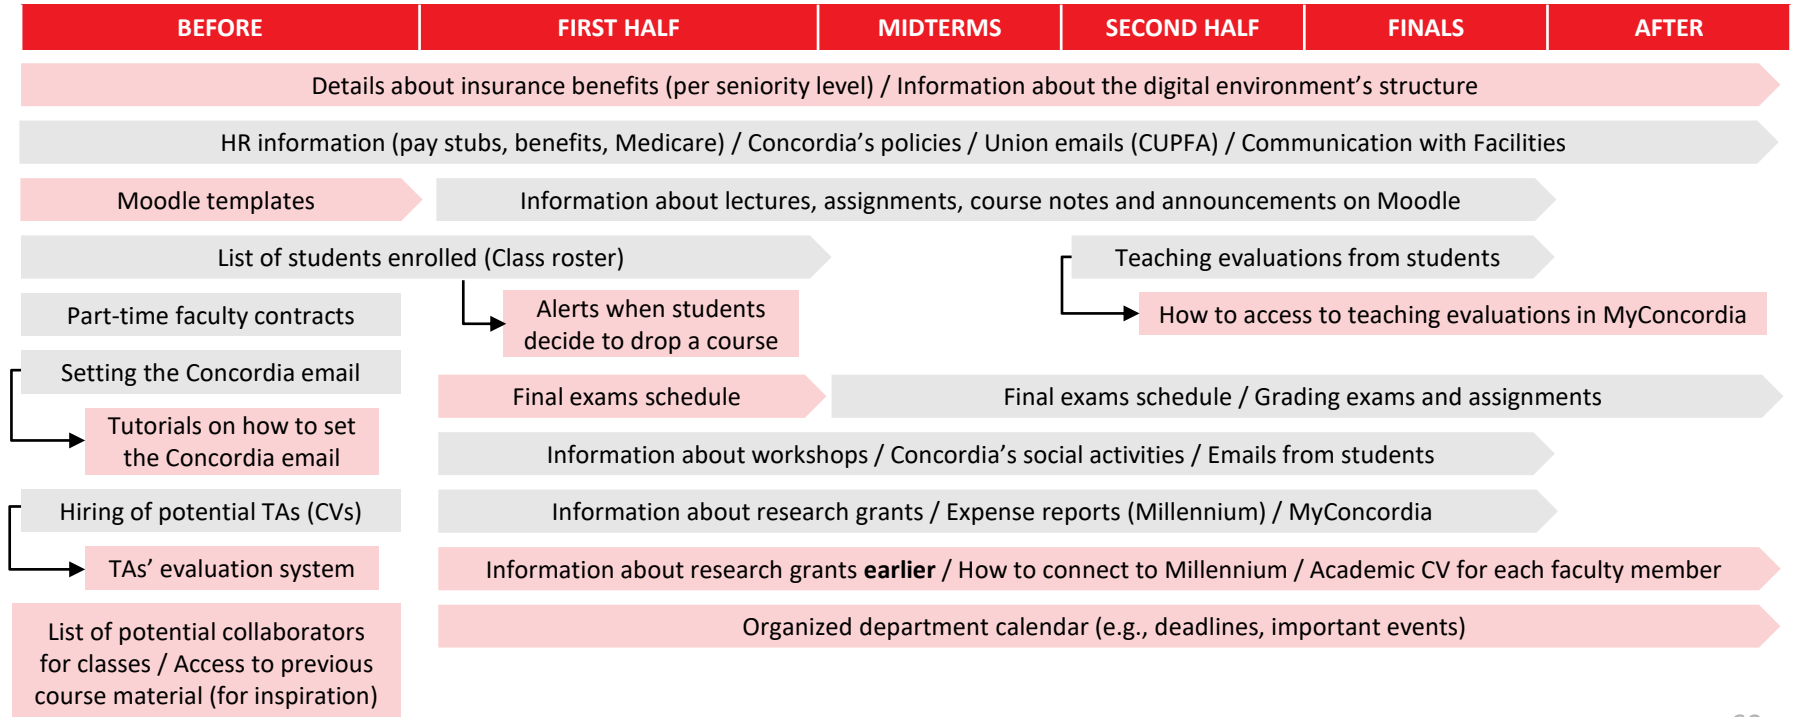 BEFORE FIRST HALF MIDTERMS SECOND HALF FINALS AFTER
Details about insurance benefits (per seniority level) / Information about the digital environment’s structure
HR information (pay stubs, benefits, Medicare) / Concordia’s policies / Union emails (CUPFA) / Communication with Facilities
Moodle templates
Information about lectures, assignments, course notes and announcements on Moodle
List of students enrolled (Class roster)
Teaching evaluations from students
Part-time faculty contracts
Alerts when students
decide to drop a course
How to access to teaching evaluations in MyConcordia
Setting the Concordia email
Final exams schedule
Final exams schedule / Grading exams and assignments
Tutorials on how to set
the Concordia email
Information about workshops / Concordia’s social activities / Emails from students
Hiring of potential TAs (CVs)
Information about research grants / Expense reports (Millennium) / MyConcordia
TAs’ evaluation system
Information about research grants earlier / How to connect to Millennium / Academic CV for each faculty member
List of potential collaborators
for classes / Access to previous
course material (for inspiration)
Organized department calendar (e.g., deadlines, important events)